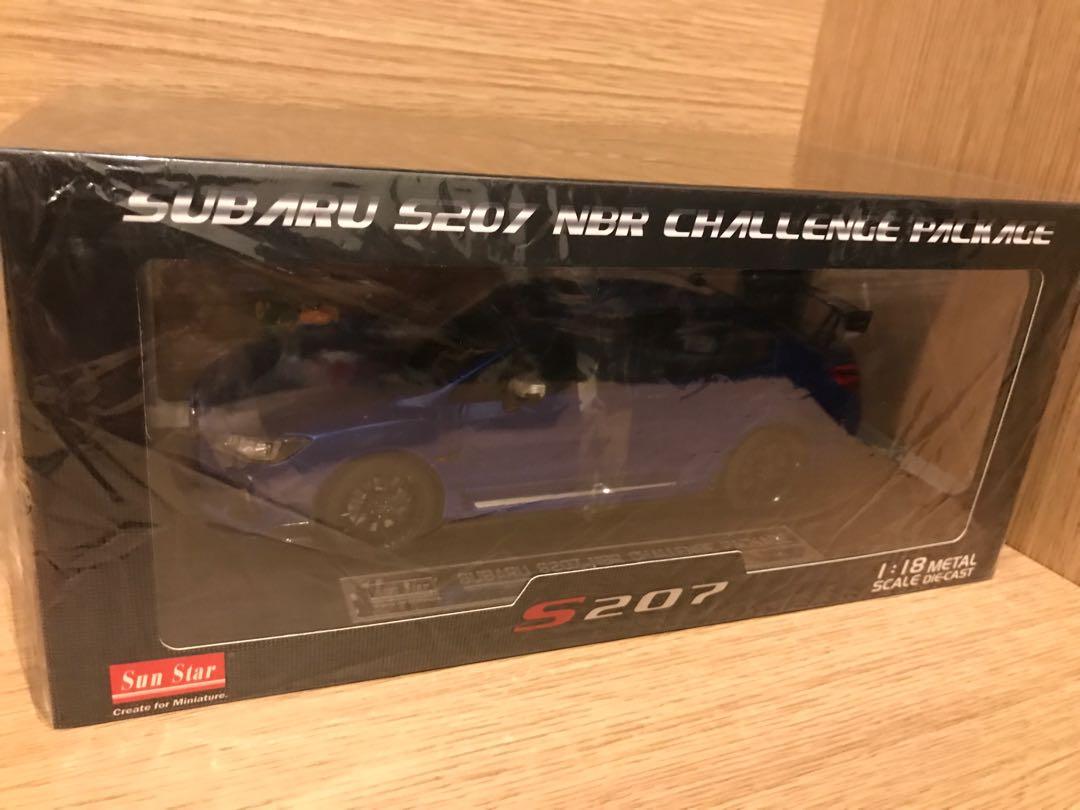 SUBARU S207 NBR CHALLENGE PACKAGE
1:18 METAL
SCALE DIE-CAST
S207
Sun Star
Create for Miniature.